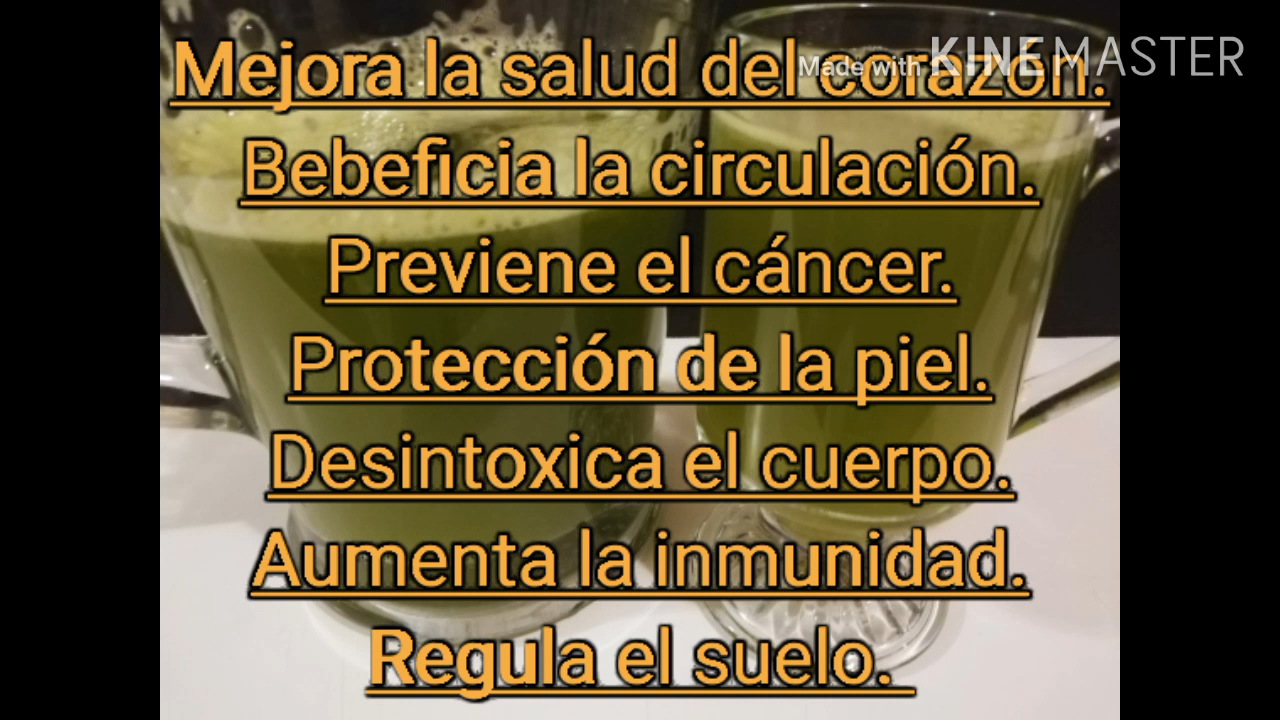 Mejora la salud del corazón.
Made with KINEMASTER
Bebeficia la circulación.
Previene el cáncer.
Protección de la piel.
Desintoxica el cuerpo.
Aumenta la inmunidad.
Regula el suelo.